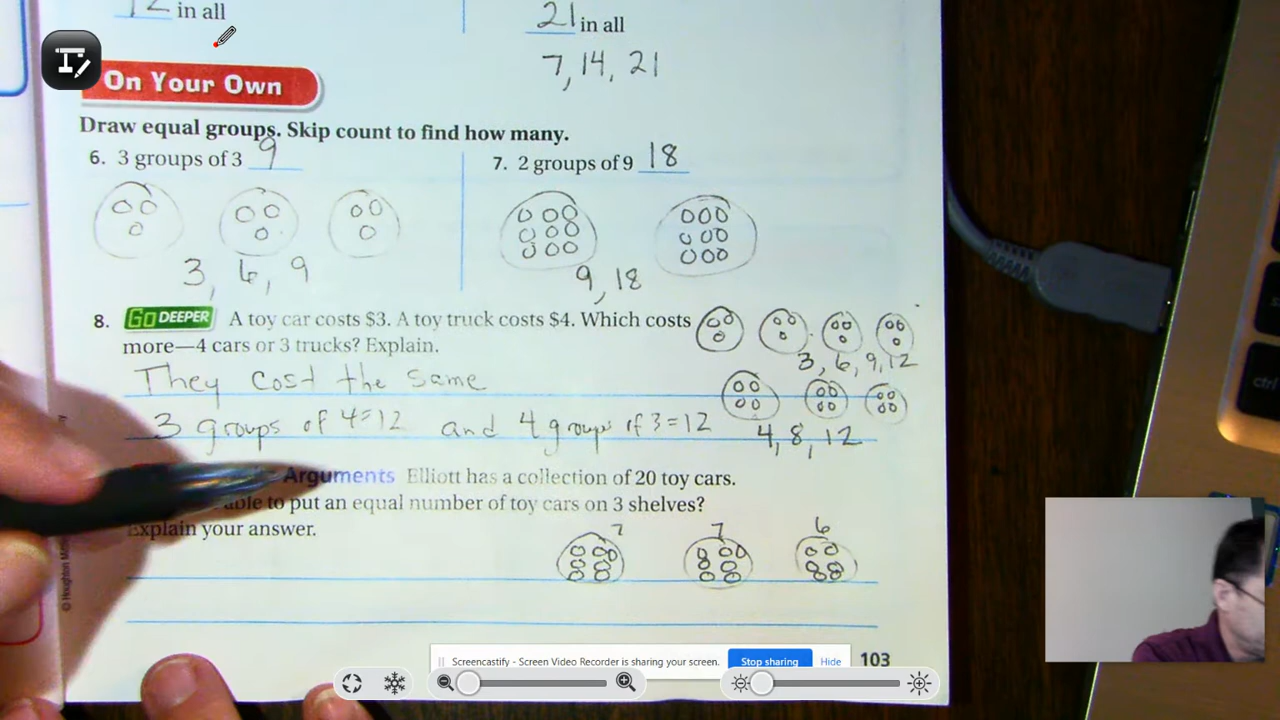 12 in all
21 in all
7, 14, 21
On Your Own
Draw equal groups. Skip count to find how many.
6. 3 groups of 3 9
7. 2 groups of 9 18
3, 6, 9
9, 18
8. Go DEEPER A toy car costs $3. A toy truck costs $4. Which costs
more—4 cars or 3 trucks? Explain.
3, 6, 9, 12
They cost the same
3 groups of 4=12 and 4 groups of 3=12
4, 8, 12
Arguments Elliott has a collection of 20 toy cars.
able to put an equal number of toy cars on 3 shelves?
Explain your answer.
7 7 6
© Houghton
Screencastify - Screen Video Recorder is sharing your screen. Stop sharing Hide
103
ctrl